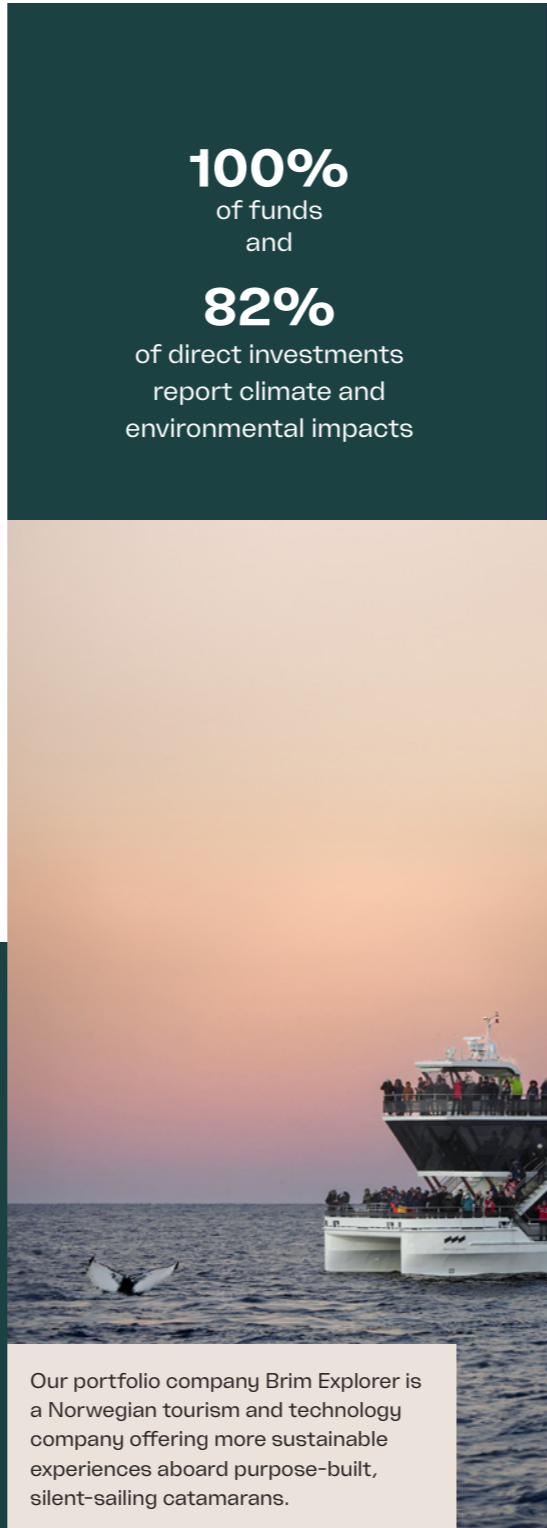 100%
of funds
and
82%
of direct investments
report climate and
environmental impacts
Our portfolio company Brim Explorer is
a Norwegian tourism and technology
company offering more sustainable
experiences aboard purpose-built,
silent-sailing catamarans.